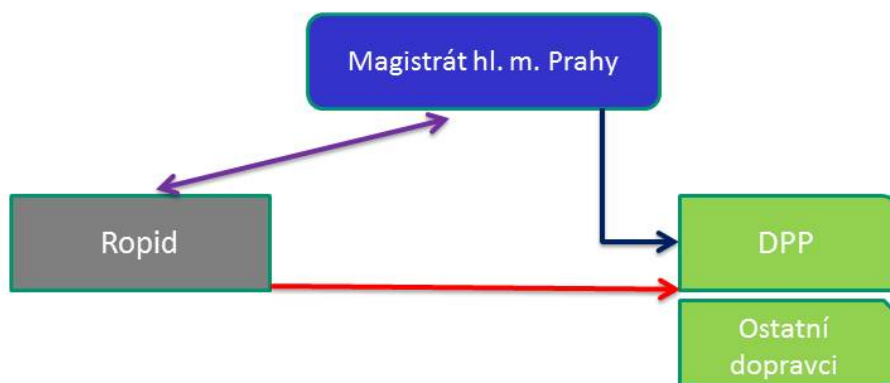 Magistrát hl. m. Prahy
Ropid
DPP
Ostatní
dopravci